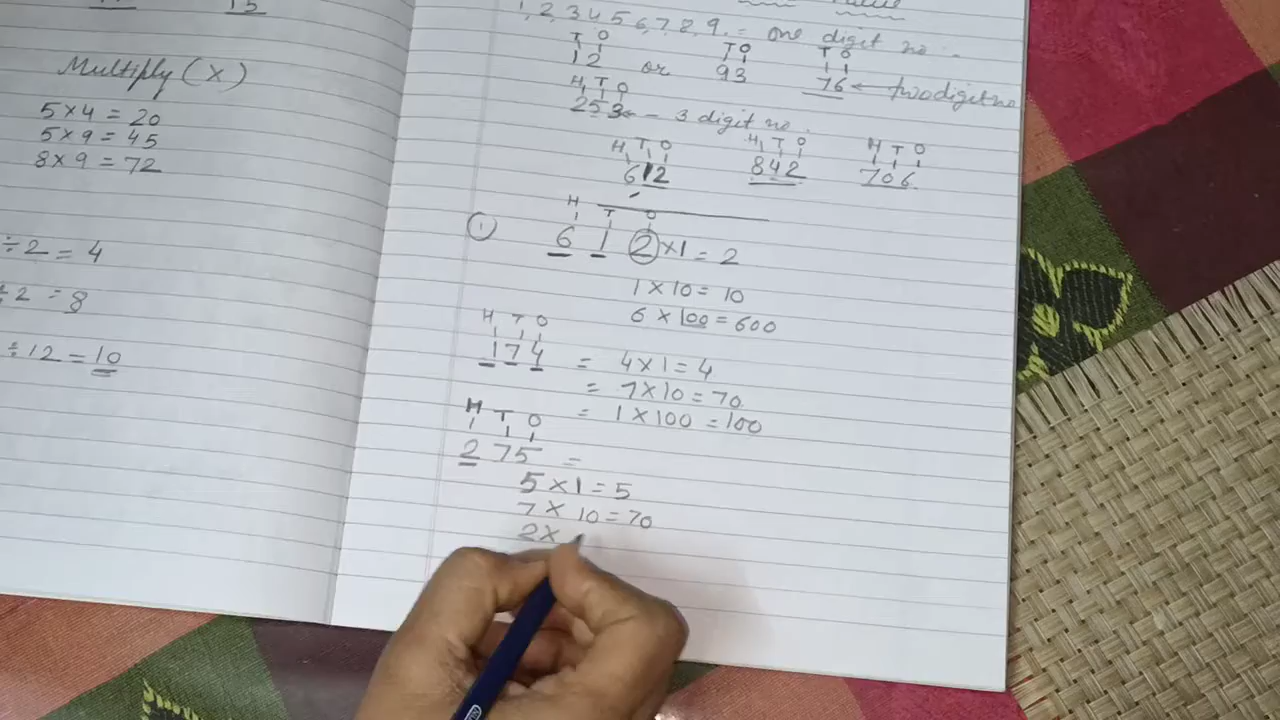 15
Multiply (x)
5 x 4 = 20
5 x 9 = 45
8 x 9 = 72
÷ 2 = 4
÷ 2 = 8
÷ 12 = 10
1, 2, 3 4 5 6, 7, 8, 9. = one digit no.
T O T O T O
12 or 93 76 ← two digit no
H T O
253 ← - 3 digit no.
H T O H T O H T O
612 842 706
H T O
① 6 1 2 x 1 = 2
1 x 10 = 10
6 x 100 = 600
H T O
174 = 4 x 1 = 4
= 7 x 10 = 70
= 1 x 100 = 100
H T O
275 =
5 x 1 = 5
7 x 10 = 70
2 x